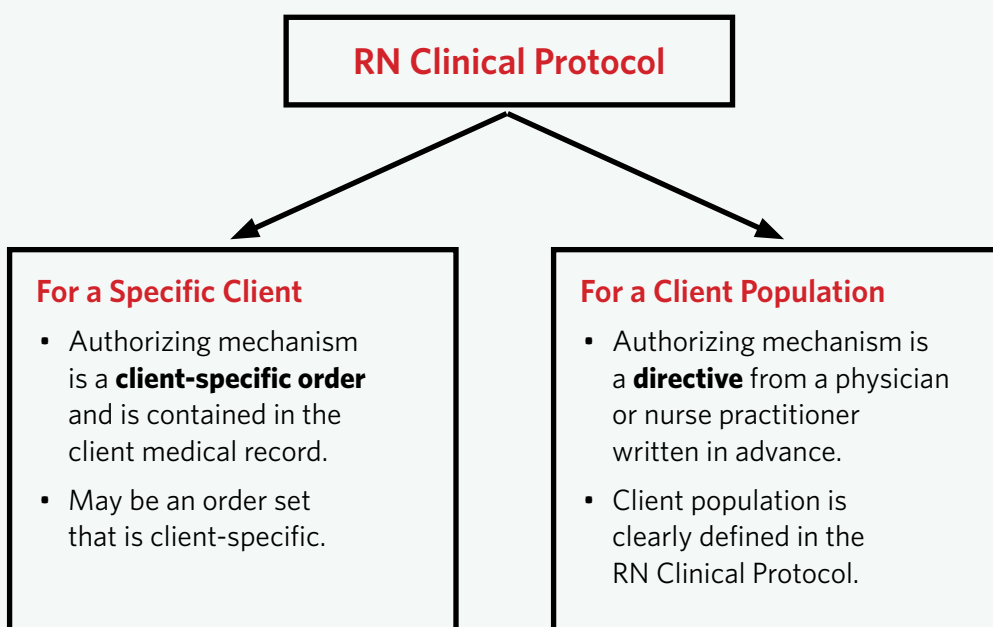 RN Clinical Protocol
For a Specific Client
• Authorizing mechanism
is a client-specific order
and is contained in the
client medical record.
• May be an order set
that is client-specific.
For a Client Population
• Authorizing mechanism is
a directive from a physician
or nurse practitioner
written in advance.
• Client population is
clearly defined in the
RN Clinical Protocol.